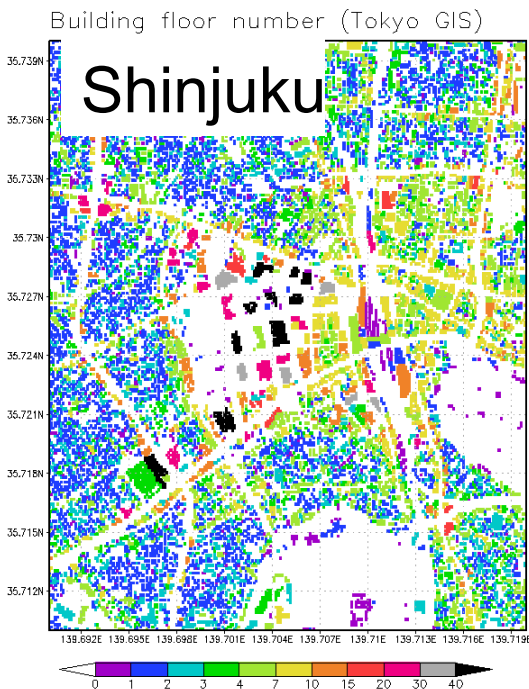 Building floor number (Tokyo GIS)
Shinjuku
35.739N
35.736N
35.733N
35.73N
35.727N
35.724N
35.721N
35.718N
35.715N
35.712N
139.692E 139.695E 139.698E 139.701E 139.704E 139.707E 139.71E 139.713E 139.716E 139.719E
0 1 2 3 4 7 10 15 20 30 40